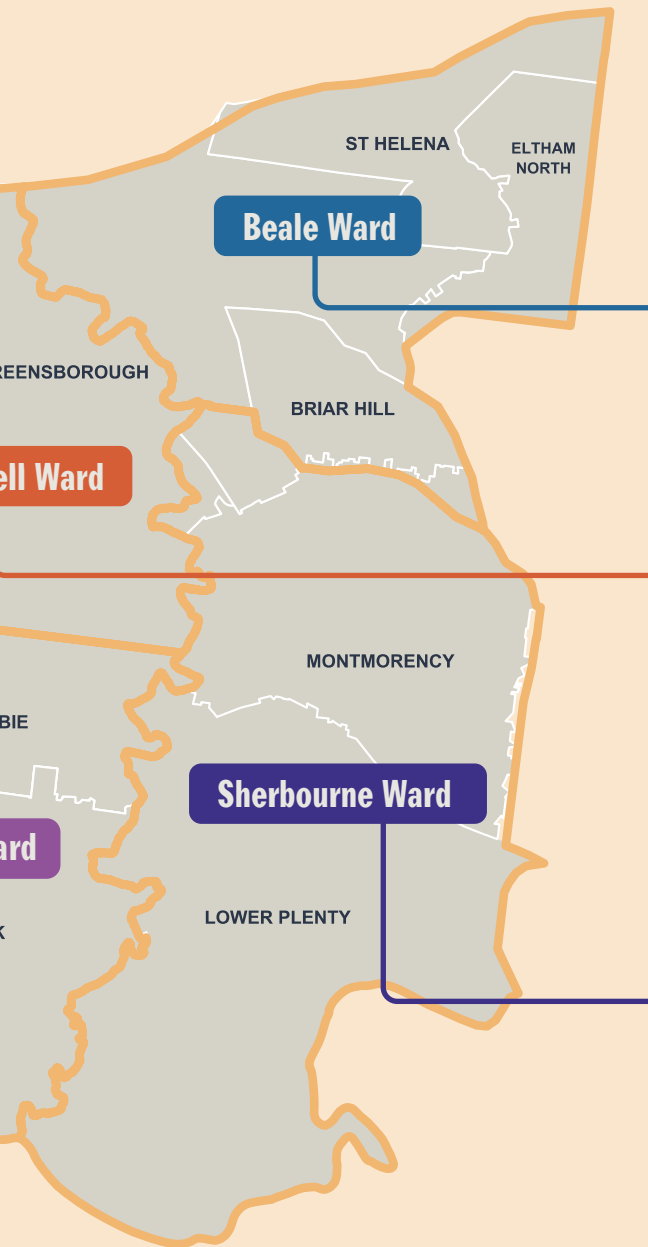 ST HELENA
ELTHAM
NORTH
Beale Ward
REENSBOROUGH
BRIAR HILL
ell Ward
MONTMORENCY
BIE
Sherbourne Ward
ard
LOWER PLENTY
K